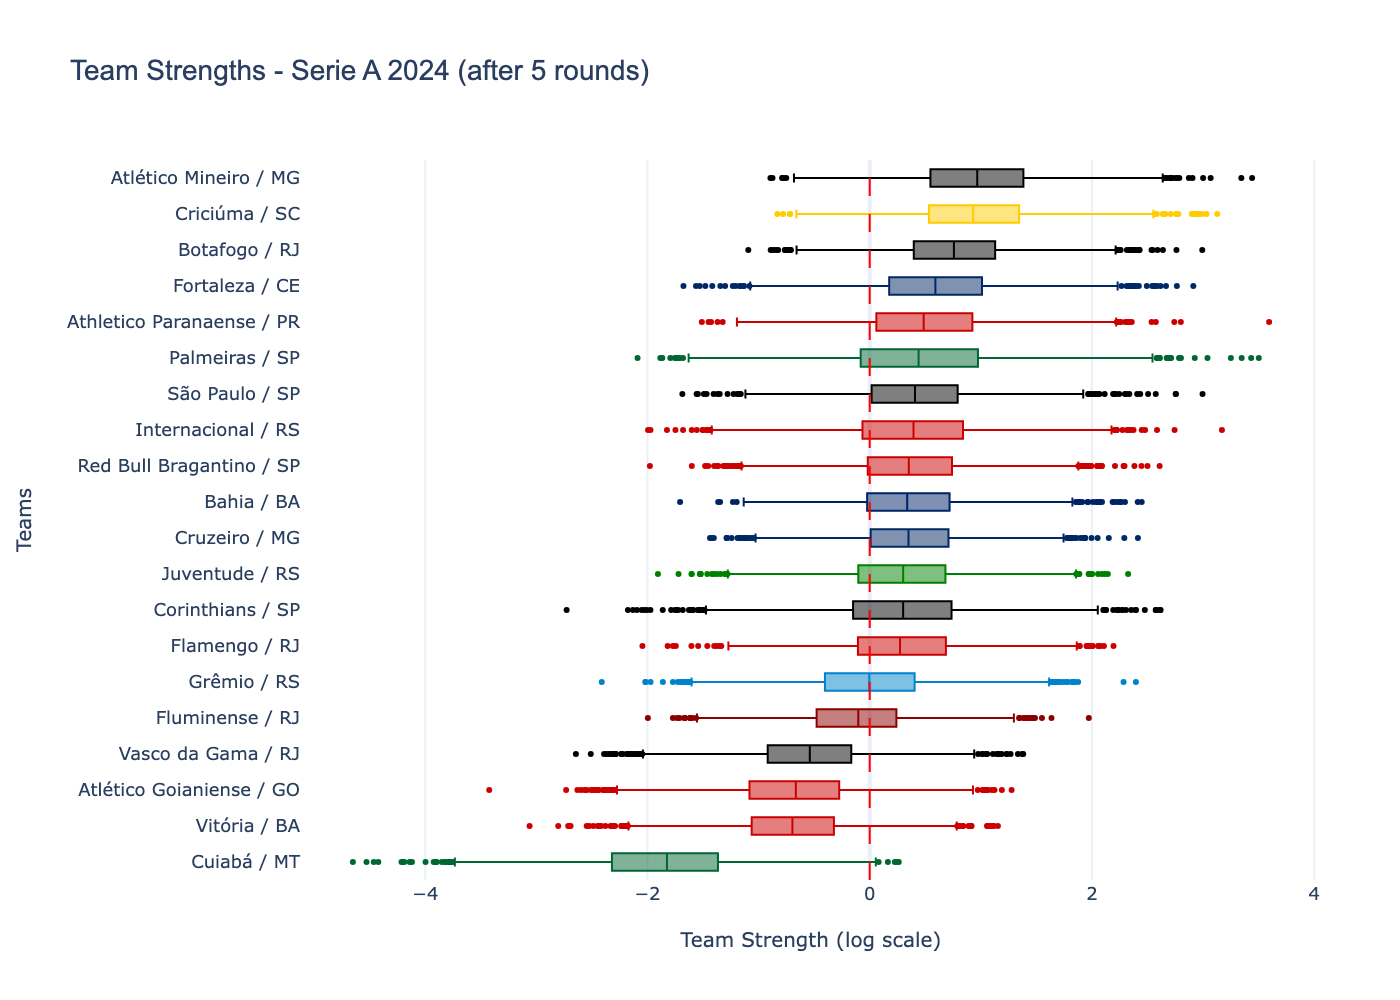 Team Strengths - Serie A 2024 (after 5 rounds)
Atlético Mineiro / MG
Criciúma / SC
Botafogo / RJ
Fortaleza / CE
Athletico Paranaense / PR
Palmeiras / SP
São Paulo / SP
Internacional / RS
Red Bull Bragantino / SP
Bahia / BA
Cruzeiro / MG
Juventude / RS
Corinthians / SP
Flamengo / RJ
Grêmio / RS
Fluminense / RJ
Vasco da Gama / RJ
Atlético Goianiense / GO
Vitória / BA
Cuiabá / MT
Teams
−4 −2 0 2 4
Team Strength (log scale)